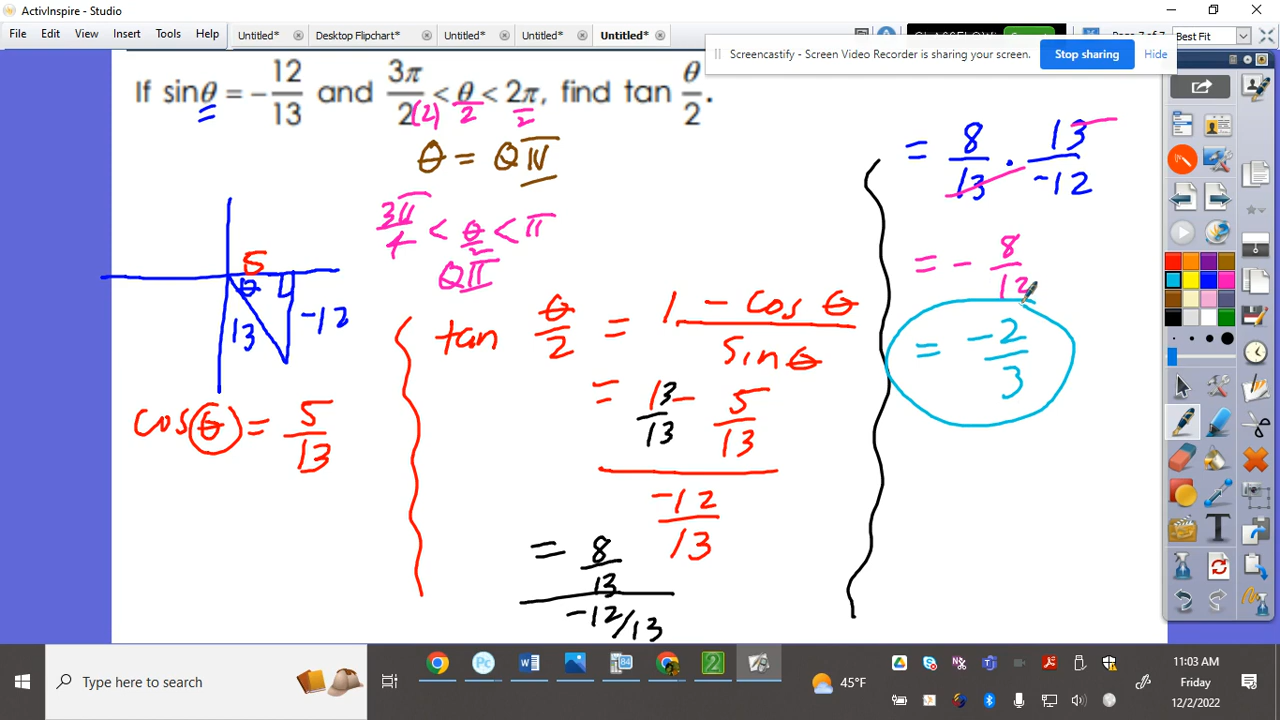 ActivInspire - Studio
File Edit View Insert Tools Help
Untitled* Desktop Flipchart* Untitled* Untitled* Untitled*
Best Fit
Screencastify - Screen Video Recorder is sharing your screen. Stop sharing Hide
If sinθ = -12/13 and 3π/2 < θ < 2π, find tan θ/2.
(2) 2 2
θ = QIV
3π/4 < θ/2 < π
QII
5
θ
13
-12
cos θ = 5/13
tan θ/2 = 1 - cos θ / sin θ
= 13/13 - 5/13
-12/13
= 8/13
-12/13
= 8/13 · 13/-12
= - 8/12
= -2/3
Type here to search
45°F
11:03 AM
Friday
12/2/2022